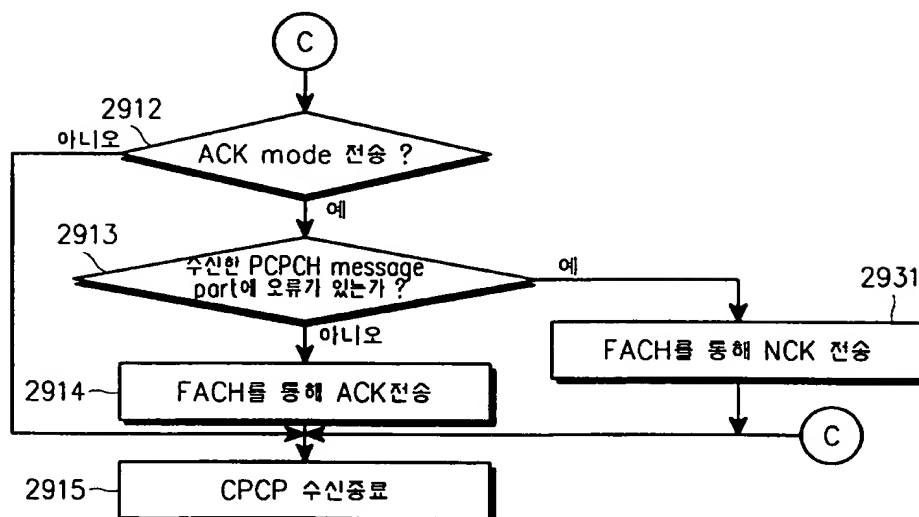 C
2912
아니오
ACK mode 전송 ?
예
2913
수신한 PCPCH message
part에 오류가 있는가 ?
예
2931
아니오
FACH를 통해 NCK 전송
2914
FACH를 통해 ACK전송
C
2915
CPCP 수신종료